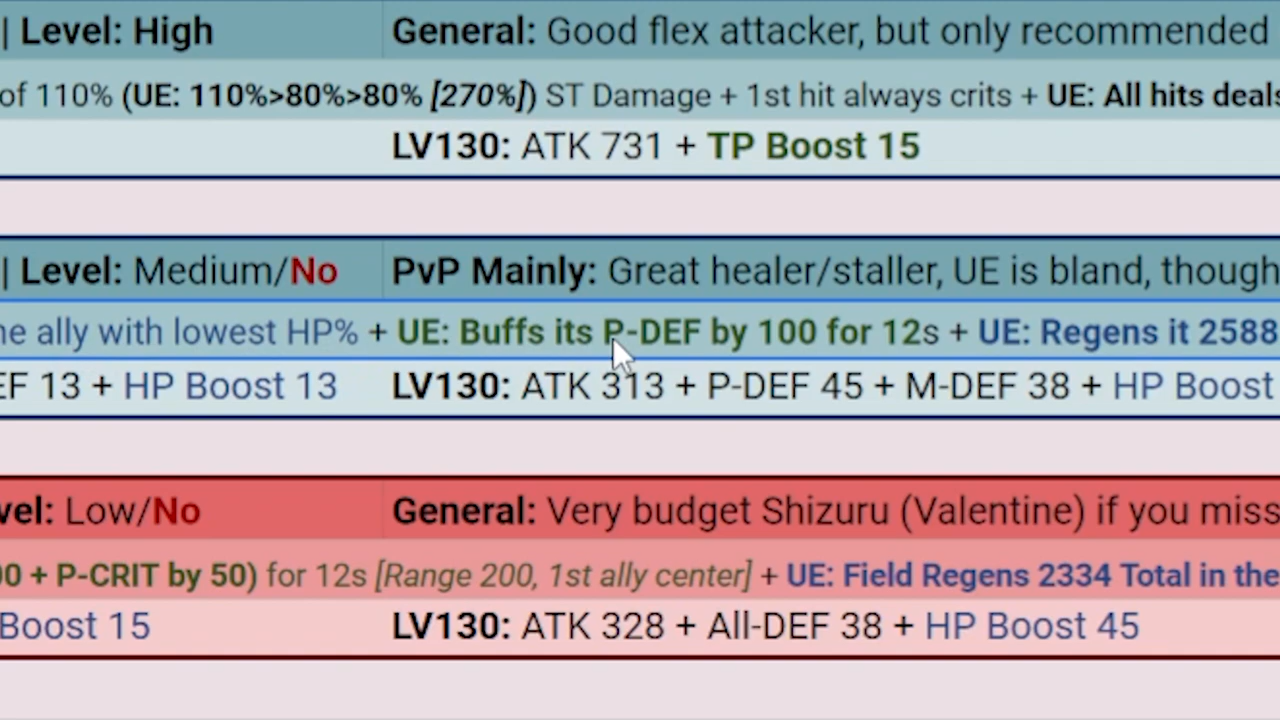 | Level: High General: Good flex attacker, but only recommended
of 110% (UE: 110%>80%>80% [270%]) ST Damage + 1st hit always crits + UE: All hits deals
LV130: ATK 731 + TP Boost 15
| Level: Medium/No PvP Mainly: Great healer/staller, UE is bland, though
ne ally with lowest HP% + UE: Buffs its P-DEF by 100 for 12s + UE: Regens it 2588
EF 13 + HP Boost 13 LV130: ATK 313 + P-DEF 45 + M-DEF 38 + HP Boost
vel: Low/No General: Very budget Shizuru (Valentine) if you miss
00 + P-CRIT by 50) for 12s [Range 200, 1st ally center] + UE: Field Regens 2334 Total in the
Boost 15 LV130: ATK 328 + All-DEF 38 + HP Boost 45